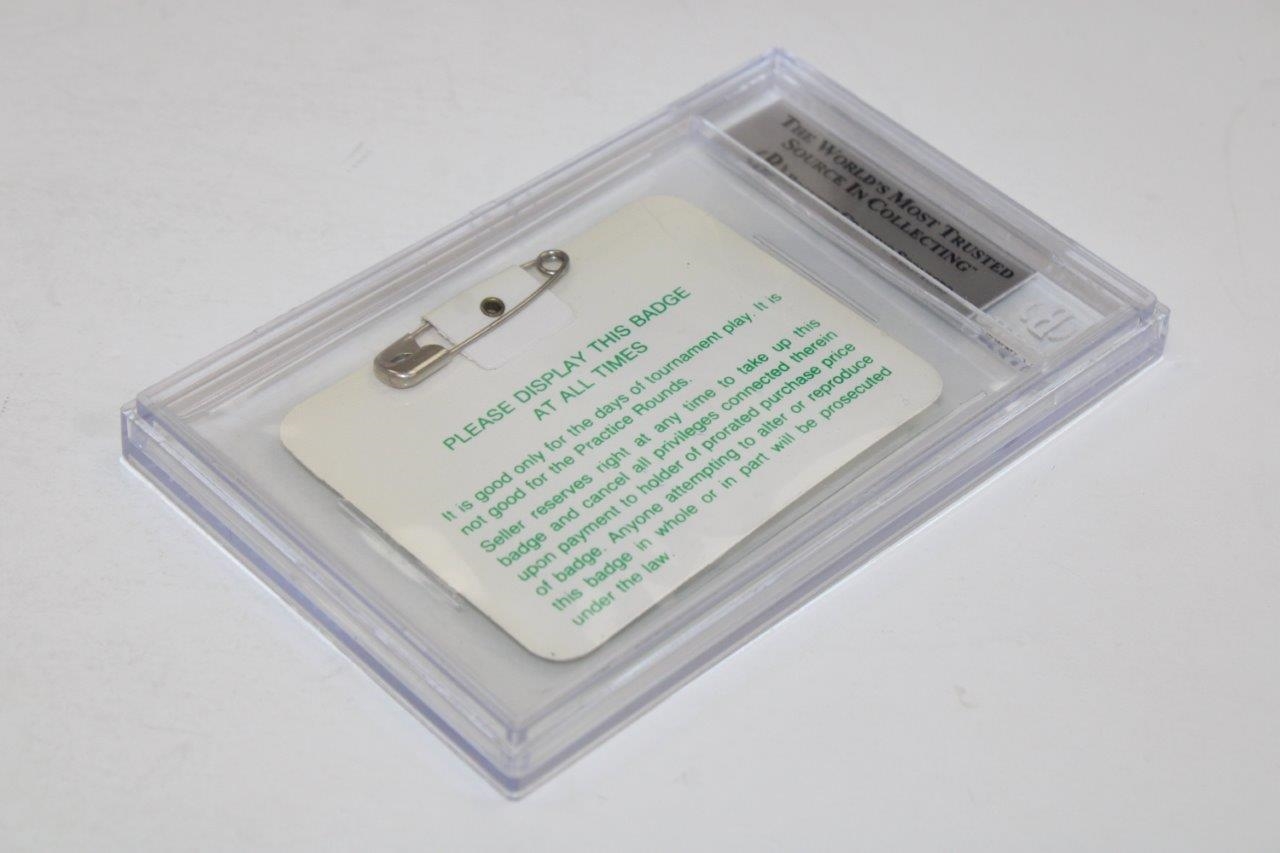 THE WORLD'S MOST TRUSTED
SOURCE IN COLLECTING™
PLEASE DISPLAY THIS BADGE
AT ALL TIMES
It is good only for the days of tournament play. It is
not good for the Practice Rounds.
Seller reserves right at any time to take up this
badge and cancel all privileges connected therein
upon payment to holder of prorated purchase price
of badge. Anyone attempting to alter or reproduce
this badge in whole or in part will be prosecuted
under the law.